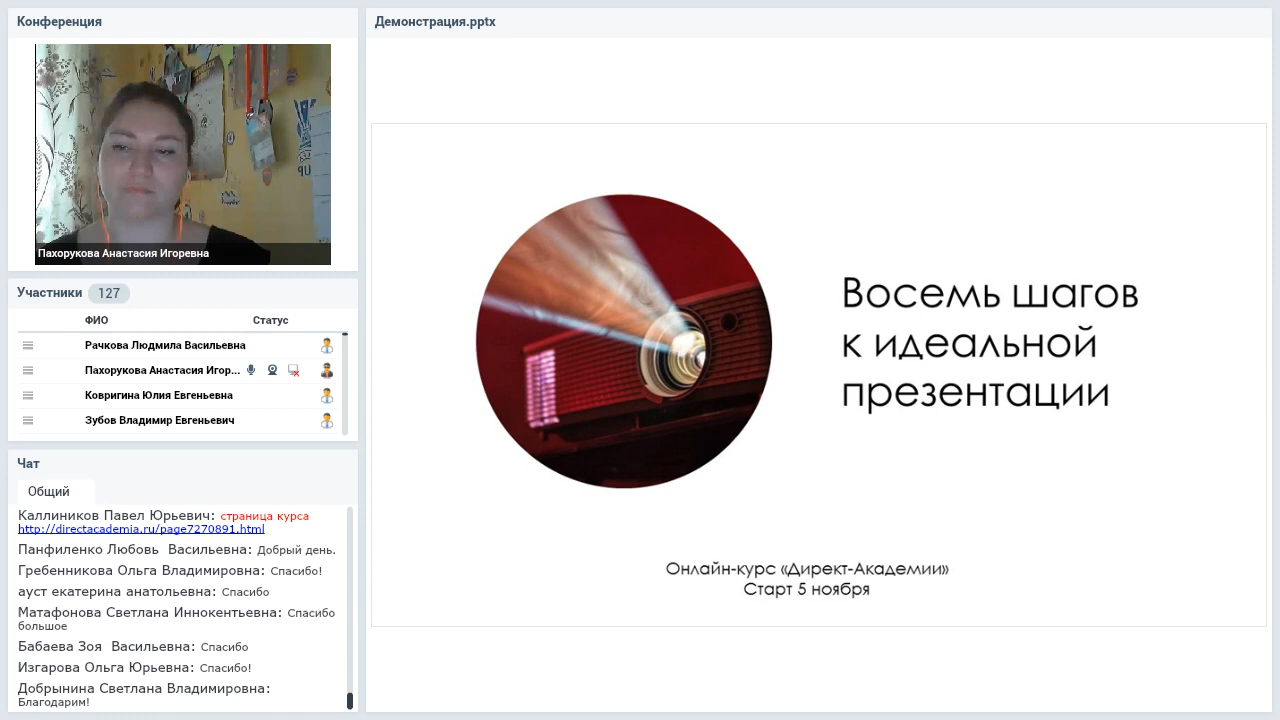 Конференция
Пахорукова Анастасия Игоревна
Участники 127
ФИО Статус
Рачкова Людмила Васильевна
Пахорукова Анастасия Игор...
Ковригина Юлия Евгеньевна
Зубов Владимир Евгеньевич
Чат
Общий
Каллиников Павел Юрьевич: страница курса
http://directacademia.ru/page7270891.html
Панфиленко Любовь  Васильевна: Добрый день.
Гребенникова Ольга Владимировна: Спасибо!
ауст екатерина анатольевна: Спасибо
Матафонова Светлана Иннокентьевна: Спасибо
большое
Бабаева Зоя  Васильевна: Спасибо
Изгарова Ольга Юрьевна: Спасибо!
Добрынина Светлана Владимировна:
Благодарим!
Демонстрация.pptx
Восемь шагов
к идеальной
презентации
Онлайн-курс «Директ-Академии»
Старт 5 ноября